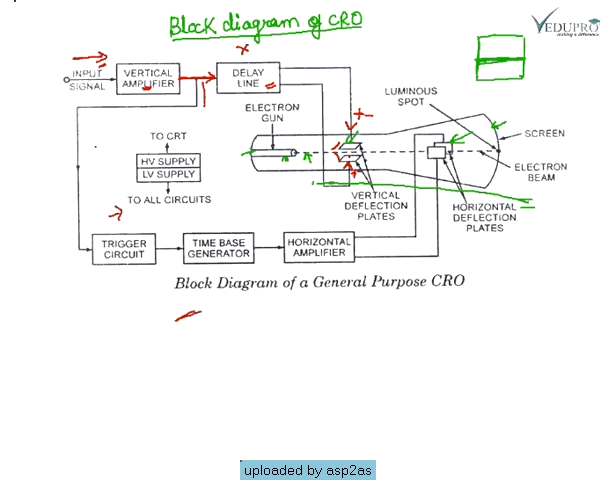 Block diagram of CRO
VEDUPRO
making a difference
INPUT
SIGNAL
VERTICAL
AMPLIFIER
DELAY
LINE
ELECTRON
GUN
LUMINOUS
SPOT
SCREEN
ELECTRON
BEAM
TO CRT
HV SUPPLY
LV SUPPLY
TO ALL CIRCUITS
VERTICAL
DEFLECTION
PLATES
HORIZONTAL
DEFLECTION
PLATES
TRIGGER
CIRCUIT
TIME BASE
GENERATOR
HORIZONTAL
AMPLIFIER
Block Diagram of a General Purpose CRO
uploaded by asp2as